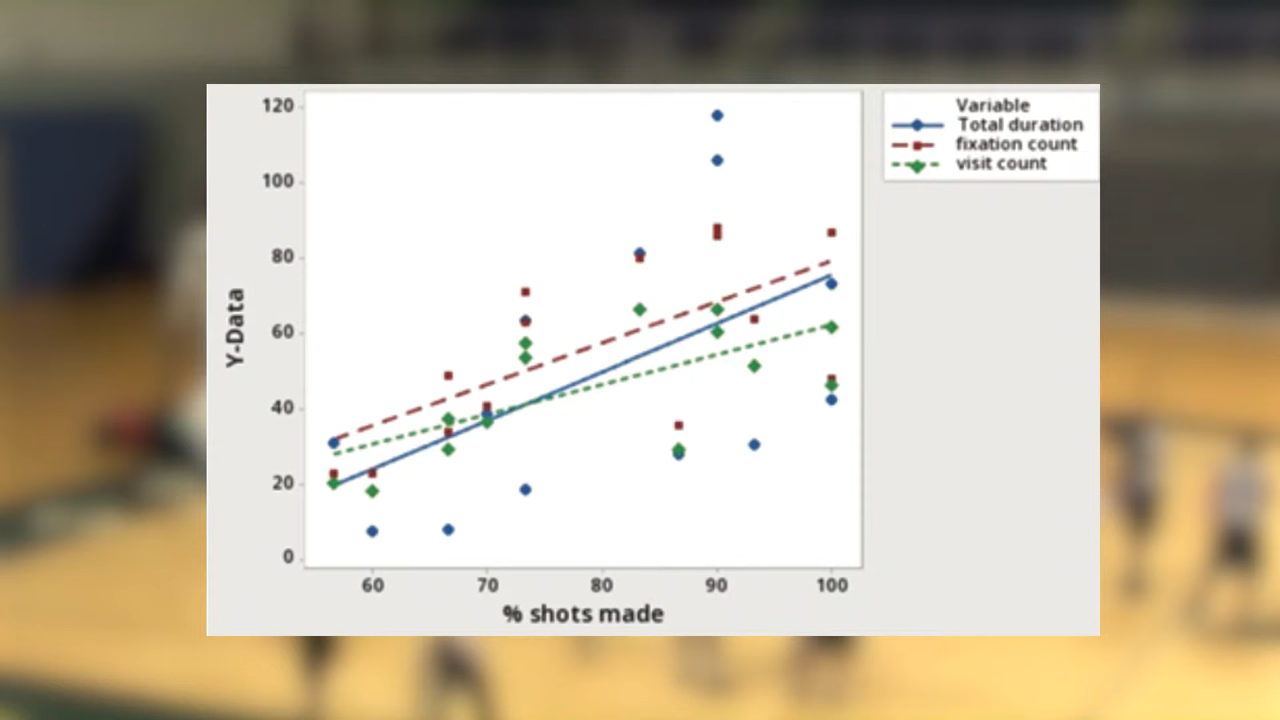 120
100
80
60
40
20
0
Y-Data
60 70 80 90 100
% shots made
Variable
Total duration
fixation count
visit count